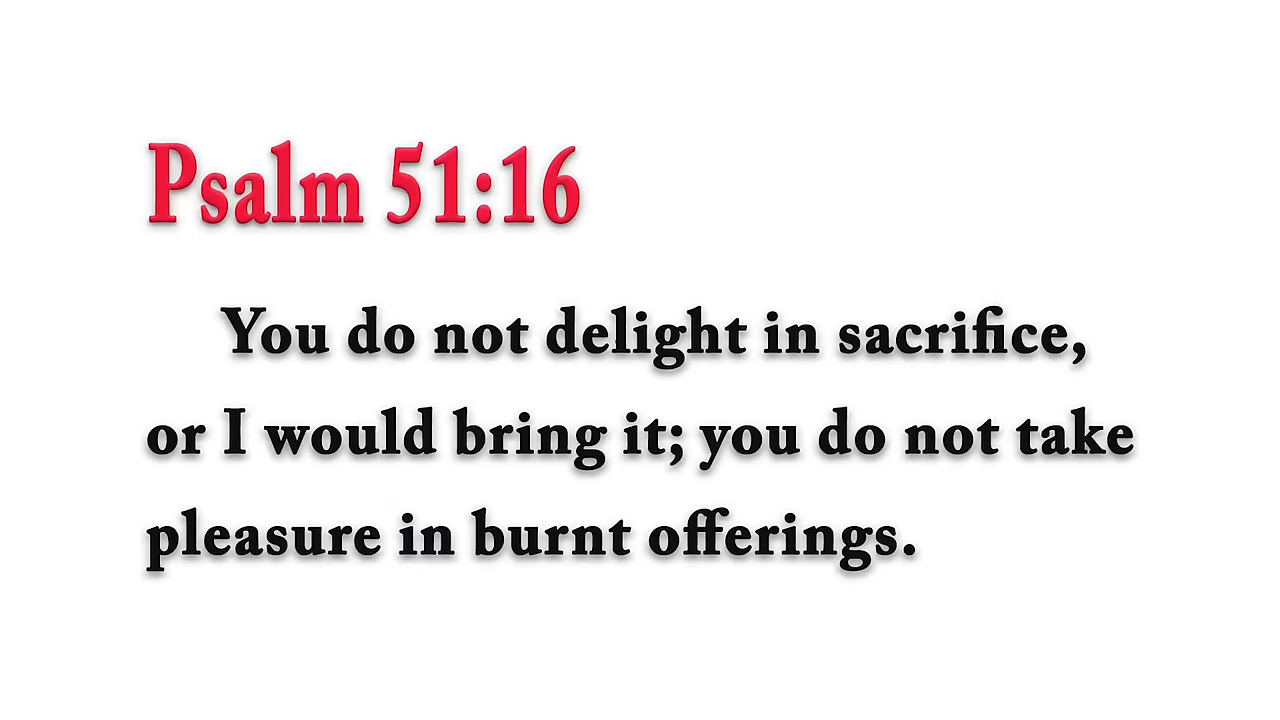 Psalm 51:16
You do not delight in sacrifice,
or I would bring it; you do not take
pleasure in burnt offerings.